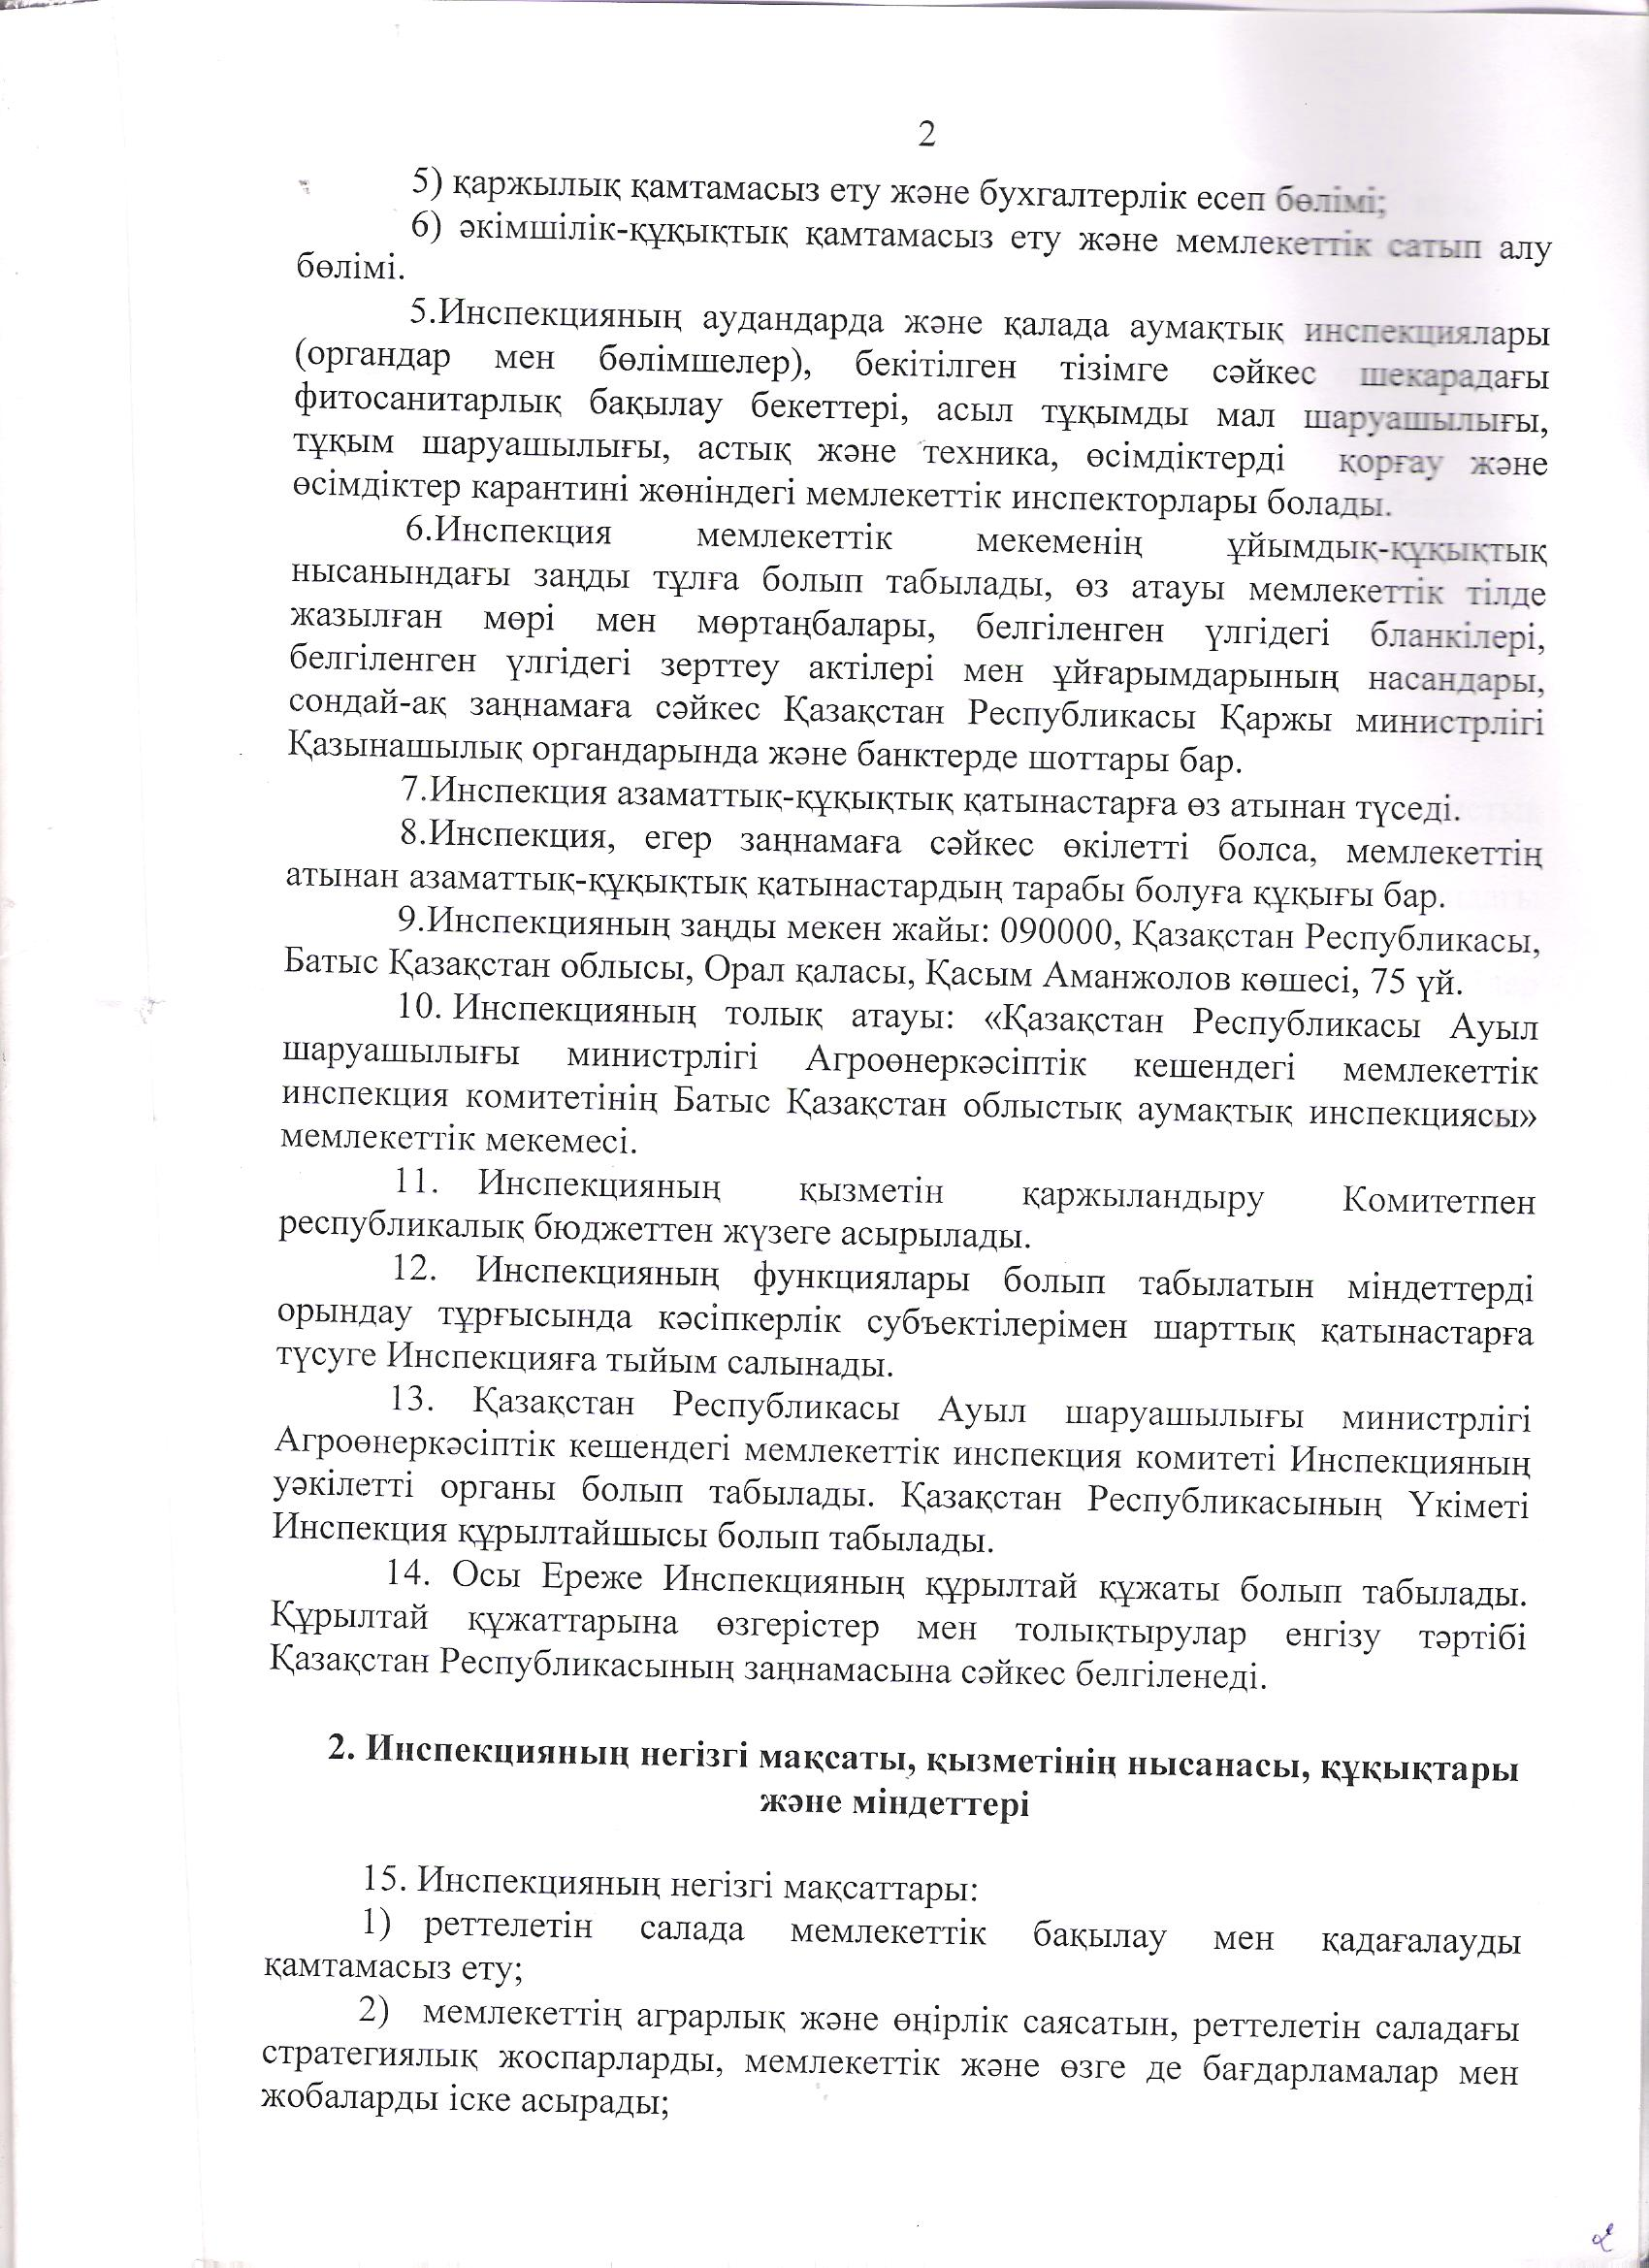 2
5) қаржылық қамтамасыз ету және бухгалтерлік есеп бөлімі;
6) әкімшілік-құқықтық қамтамасыз ету және мемлекеттік сатып алу
бөлімі.
5.Инспекцияның аудандарда және қалада аумақтық инспекциялары
(органдар мен бөлімшелер), бекітілген тізімге сәйкес шекарадағы
фитосанитарлық бақылау бекеттері, асыл тұқымды мал шаруашылығы,
тұқым шаруашылығы, астық және техника, өсімдіктерді қорғау және
өсімдіктер карантині жөніндегі мемлекеттік инспекторлары болады.
6.Инспекция мемлекеттік мекеменің ұйымдық-құқықтық
нысанындағы заңды тұлға болып табылады, өз атауы мемлекеттік тілде
жазылған мөрі мен мөртаңбалары, белгіленген үлгідегі бланкілері,
белгіленген үлгідегі зерттеу актілері мен ұйғарымдарының насандары,
сондай-ақ заңнамаға сәйкес Қазақстан Республикасы Қаржы министрлігі
Қазынашылық органдарында және банктерде шоттары бар.
7.Инспекция азаматтық-құқықтық қатынастарға өз атынан түседі.
8.Инспекция, егер заңнамаға сәйкес өкілетті болса, мемлекеттің
атынан азаматтық-құқықтық қатынастардың тарабы болуға құқығы бар.
9.Инспекцияның заңды мекен жайы: 090000, Қазақстан Республикасы,
Батыс Қазақстан облысы, Орал қаласы, Қасым Аманжолов көшесі, 75 үй.
10. Инспекцияның толық атауы: «Қазақстан Республикасы Ауыл
шаруашылығы министрлігі Агроөнеркәсіптік кешендегі мемлекеттік
инспекция комитетінің Батыс Қазақстан облыстық аумақтық инспекциясы»
мемлекеттік мекемесі.
11. Инспекцияның қызметін қаржыландыру Комитетпен
республикалық бюджеттен жүзеге асырылады.
12. Инспекцияның функциялары болып табылатын міндеттерді
орындау тұрғысында кәсіпкерлік субъектілерімен шарттық қатынастарға
түсуге Инспекцияға тыйым салынады.
13. Қазақстан Республикасы Ауыл шаруашылығы министрлігі
Агроөнеркәсіптік кешендегі мемлекеттік инспекция комитеті Инспекцияның
уәкілетті органы болып табылады. Қазақстан Республикасының Үкіметі
Инспекция құрылтайшысы болып табылады.
14. Осы Ереже Инспекцияның құрылтай құжаты болып табылады.
Құрылтай құжаттарына өзгерістер мен толықтырулар енгізу тәртібі
Қазақстан Республикасының заңнамасына сәйкес белгіленеді.
2. Инспекцияның негізгі мақсаты, қызметінің нысанасы, құқықтары
және міндеттері
15. Инспекцияның негізгі мақсаттары:
1) реттелетін салада мемлекеттік бақылау мен қадағалауды
қамтамасыз ету;
2) мемлекеттің аграрлық және өңірлік саясатын, реттелетін саладағы
стратегиялық жоспарларды, мемлекеттік және өзге де бағдарламалар мен
жобаларды іске асырады;